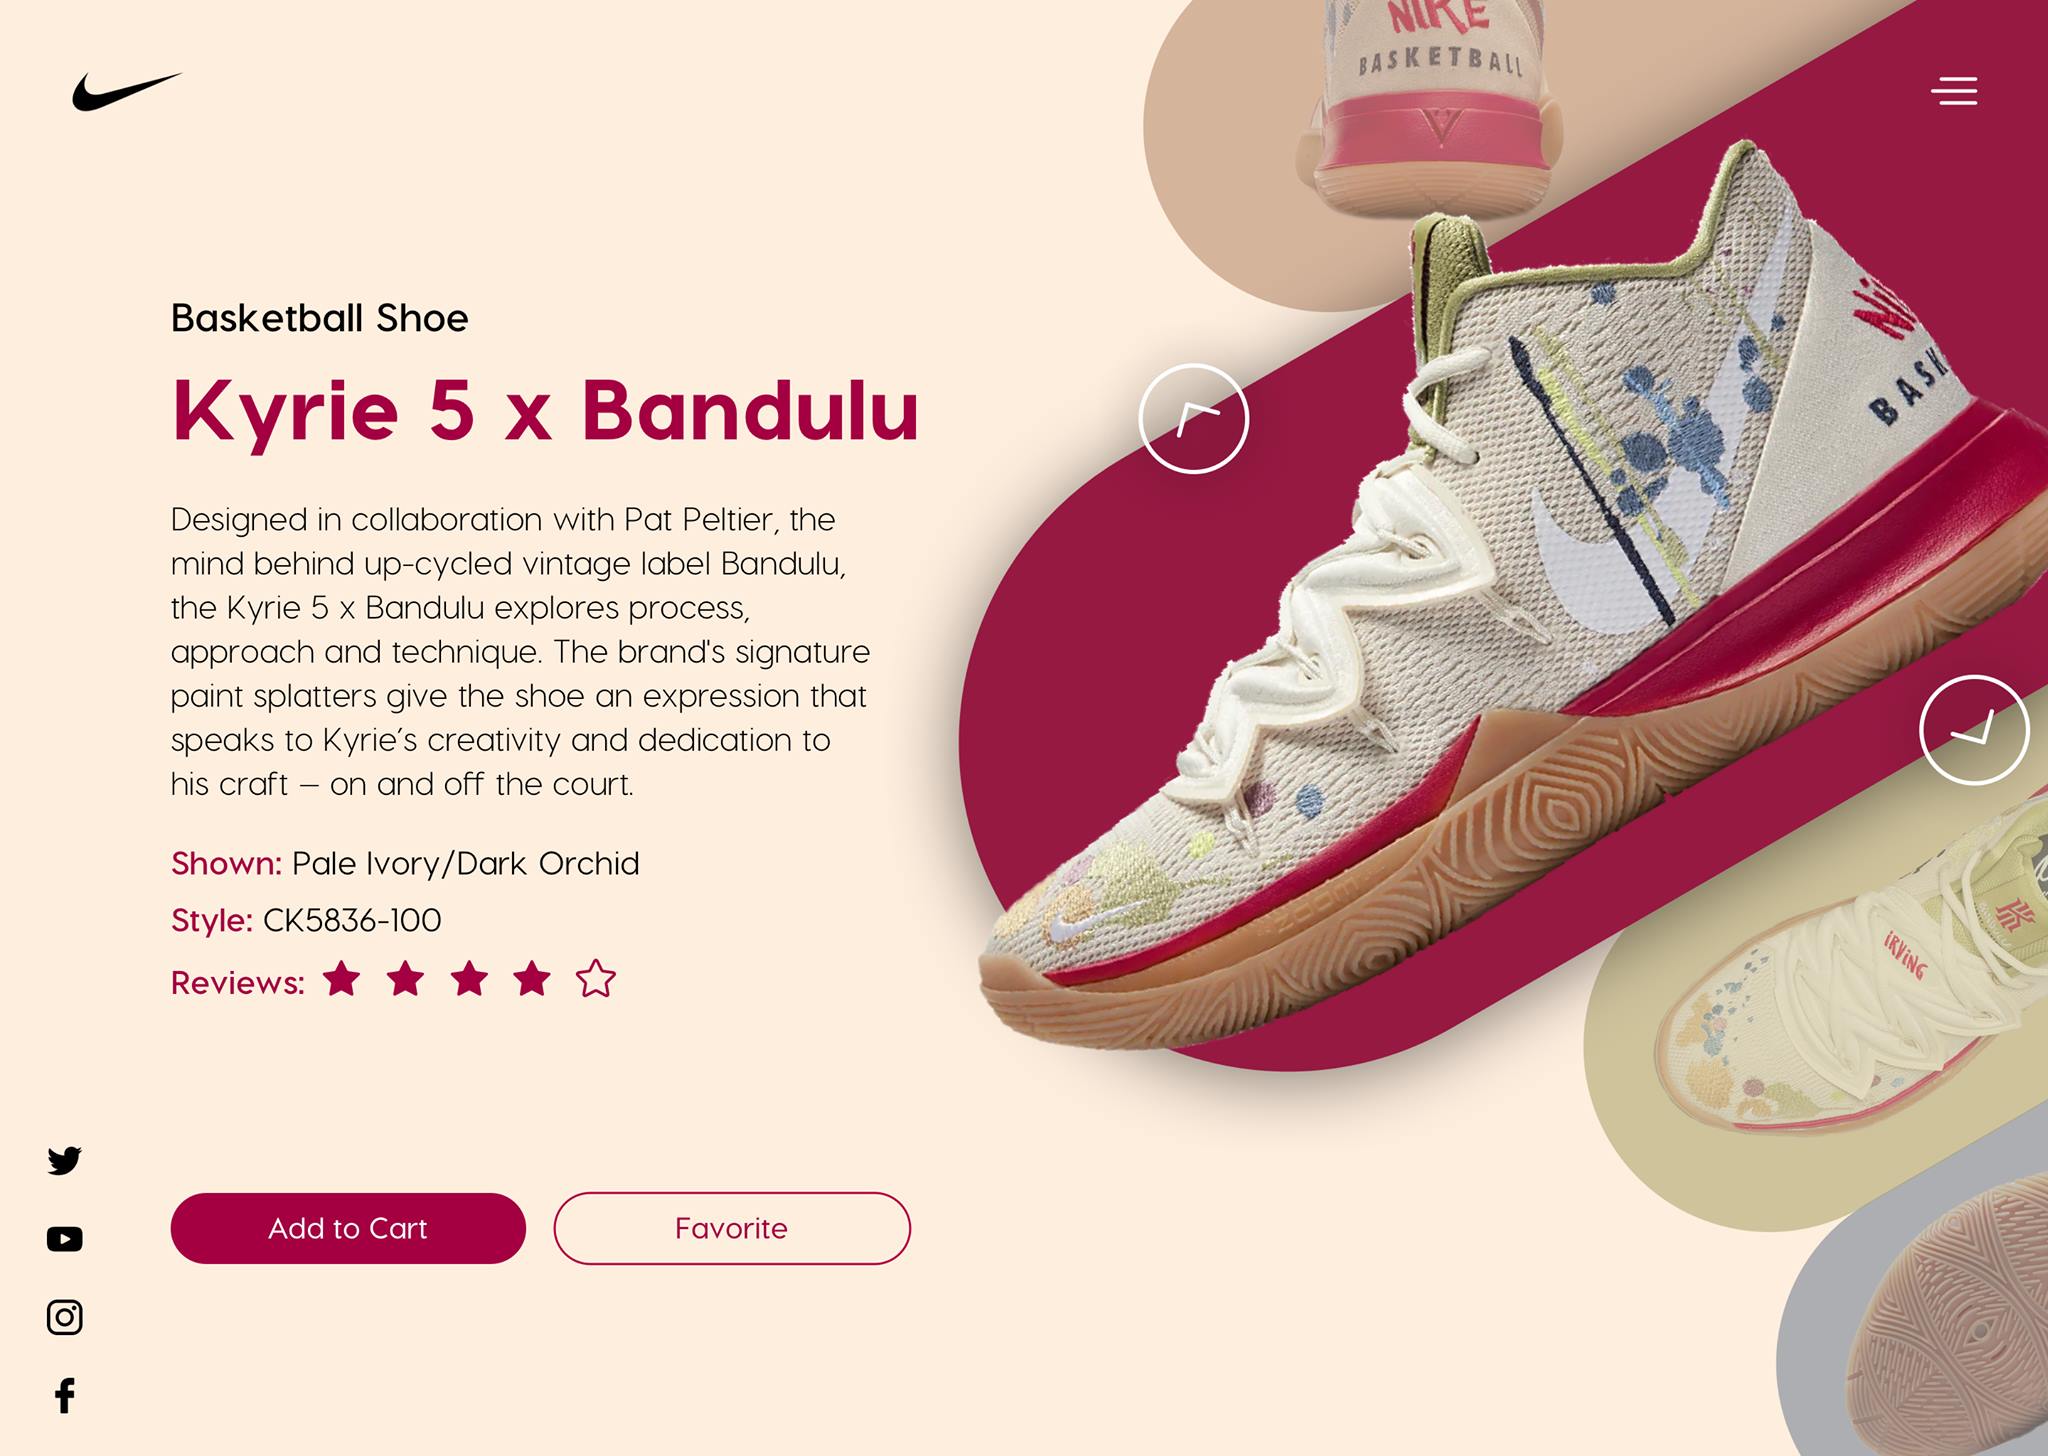 NIKE
BASKETBALL
Basketball Shoe
Kyrie 5 x Bandulu
Designed in collaboration with Pat Peltier, the
mind behind up-cycled vintage label Bandulu,
the Kyrie 5 x Bandulu explores process,
approach and technique. The brand's signature
paint splatters give the shoe an expression that
speaks to Kyrie’s creativity and dedication to
his craft – on and off the court.
Shown: Pale Ivory/Dark Orchid
Style: CK5836-100
Reviews:
Add to Cart
Favorite
Ni
BASK
iRViNG